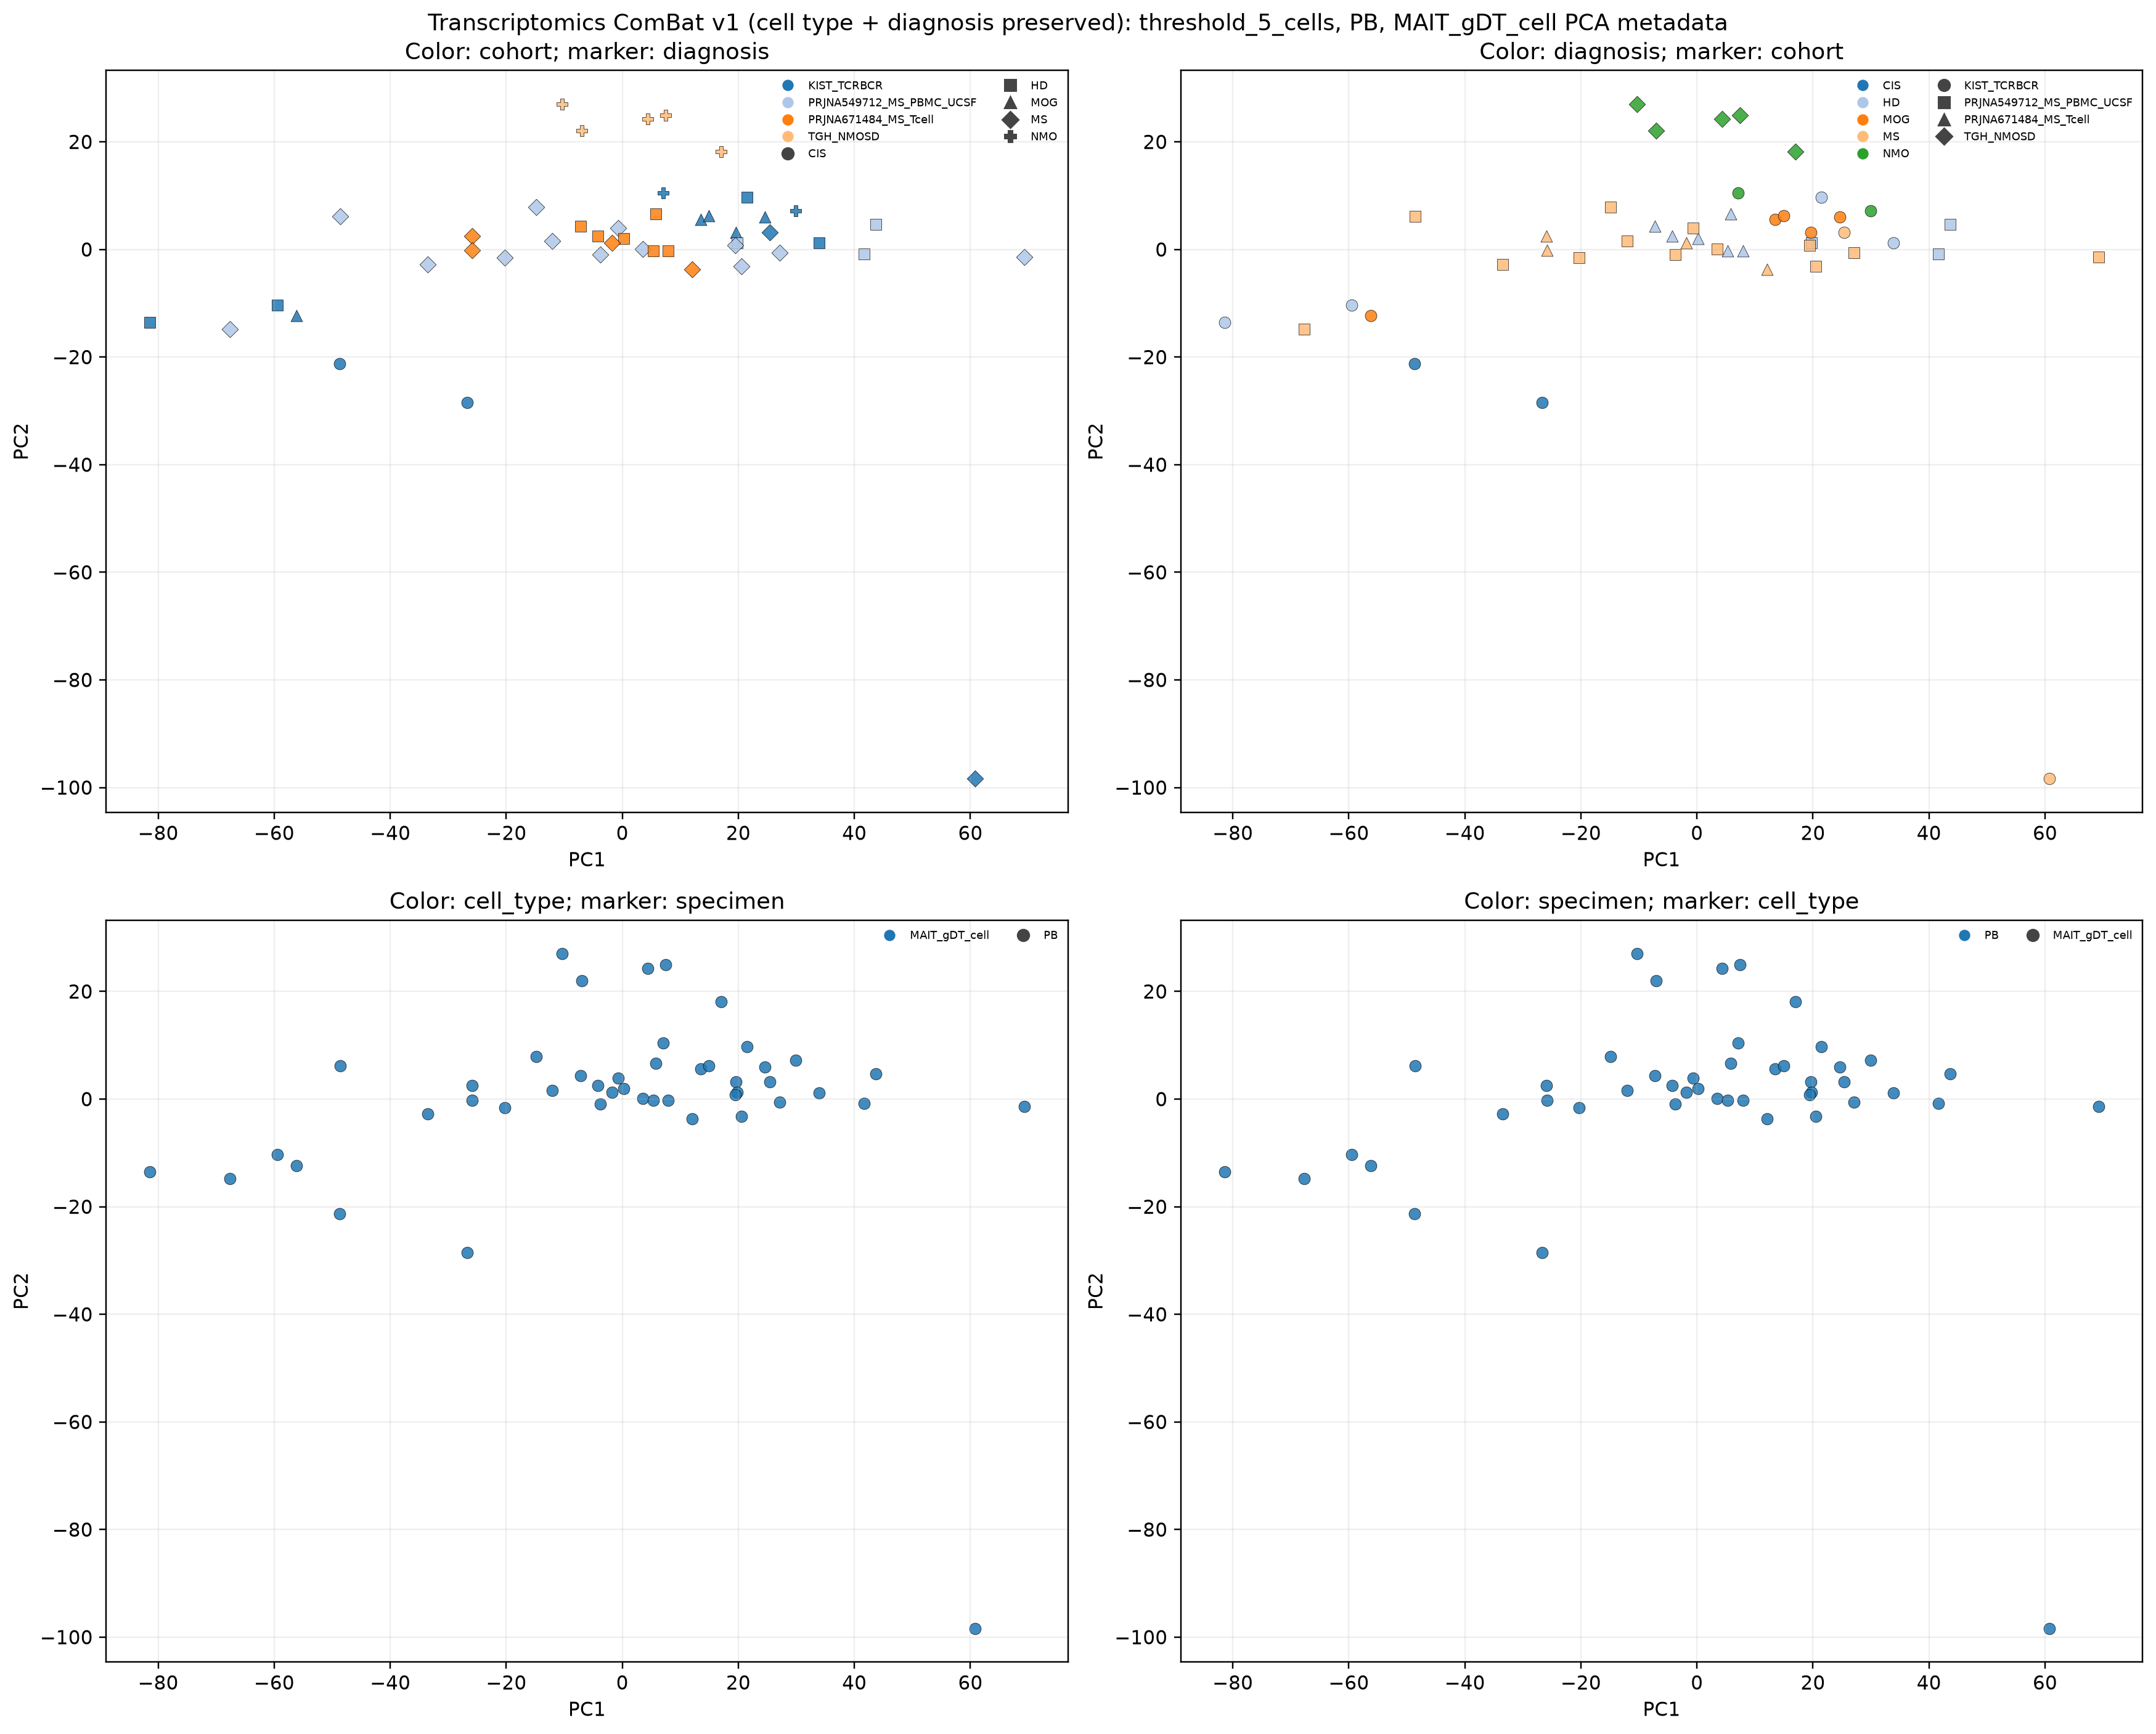 Transcriptomics ComBat v1 (cell type + diagnosis preserved): threshold_5_cells, PB, MAIT_gDT_cell PCA metadata
Color: cohort; marker: diagnosis
KIST_TCRBCR
PRJNA549712_MS_PBMC_UCSF
PRJNA671484_MS_Tcell
TGH_NMOSD
CIS
HD
MOG
MS
NMO
20
0
−20
−40
−60
−80
−100
PC2
−80 −60 −40 −20 0 20 40 60
PC1
Color: diagnosis; marker: cohort
CIS
HD
MOG
MS
NMO
KIST_TCRBCR
PRJNA549712_MS_PBMC_UCSF
PRJNA671484_MS_Tcell
TGH_NMOSD
20
0
−20
−40
−60
−80
−100
PC2
−80 −60 −40 −20 0 20 40 60
PC1
Color: cell_type; marker: specimen
MAIT_gDT_cell PB
20
0
−20
−40
−60
−80
−100
PC2
−80 −60 −40 −20 0 20 40 60
PC1
Color: specimen; marker: cell_type
PB MAIT_gDT_cell
20
0
−20
−40
−60
−80
−100
PC2
−80 −60 −40 −20 0 20 40 60
PC1